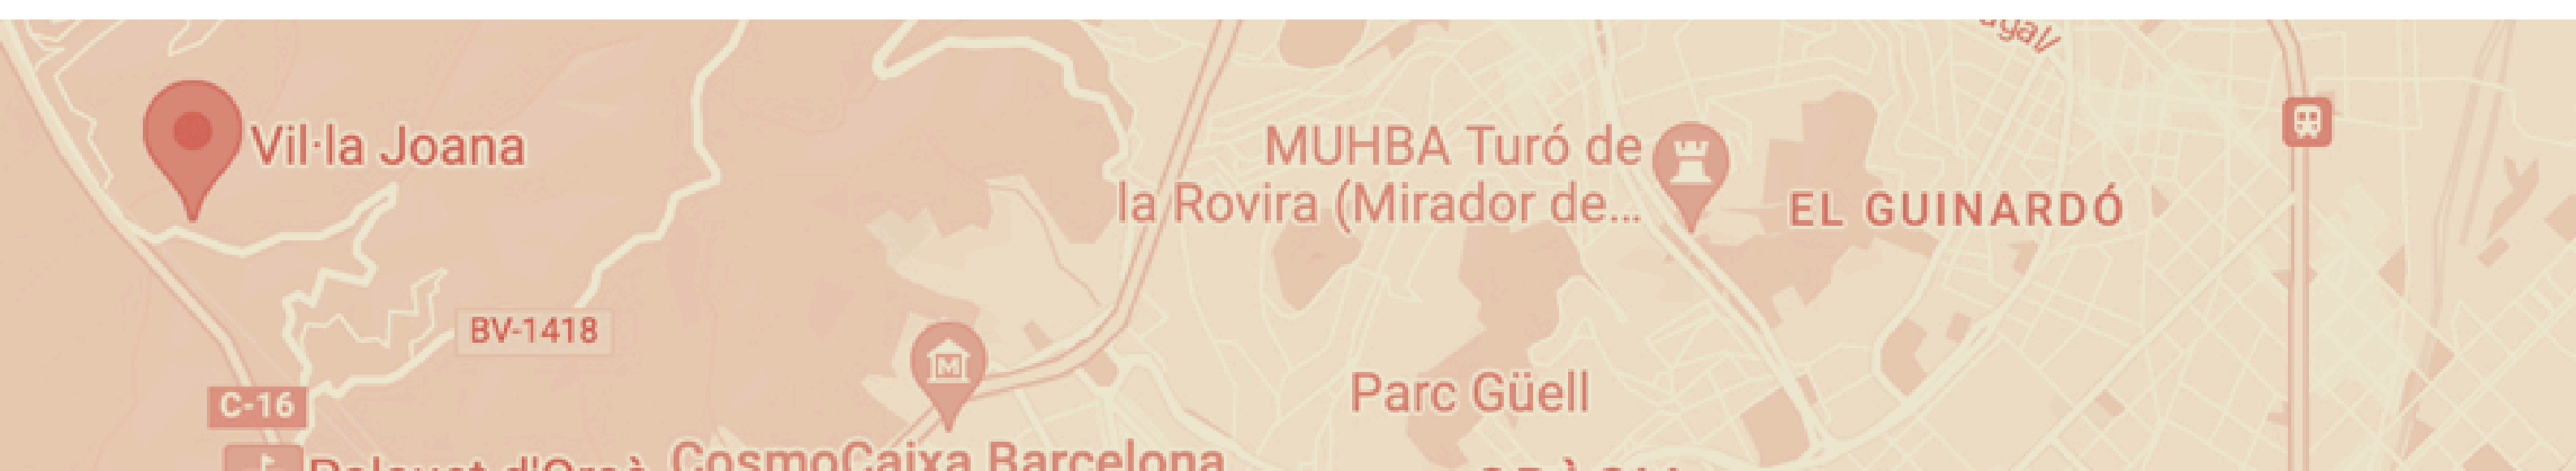 Vil·la Joana
MUHBA Turó de
la Rovira (Mirador de...
EL GUINARDÓ
BV-1418
Parc Güell
C-16
M
CosmoCaixa Barcelona